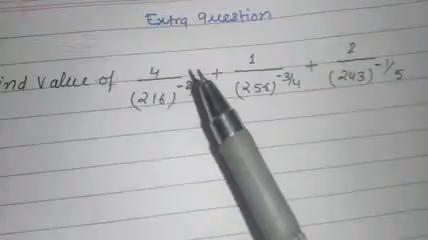 Extra question
ind value of 4/(216)^-2 + 1/(256)^-3/4 + 2/(243)^-1/5